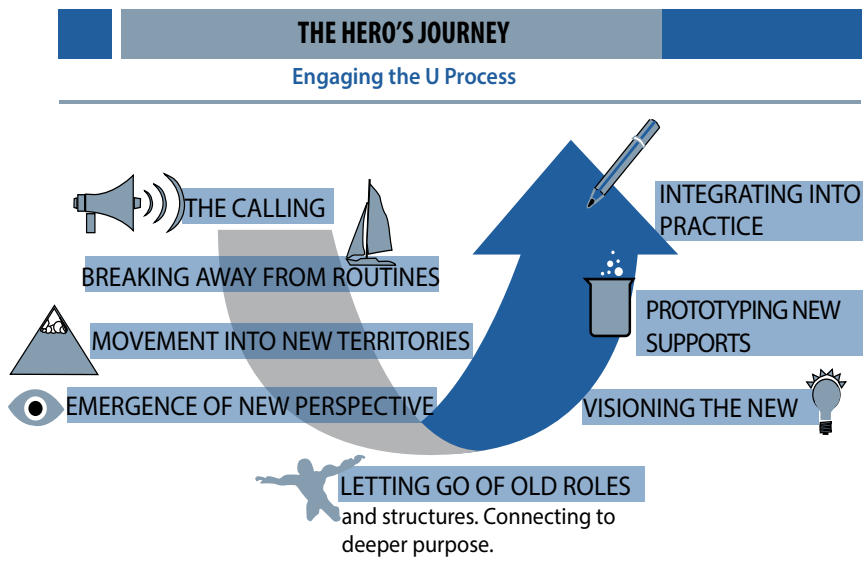 THE HERO'S JOURNEY
Engaging the U Process
THE CALLING
BREAKING AWAY FROM ROUTINES
MOVEMENT INTO NEW TERRITORIES
EMERGENCE OF NEW PERSPECTIVE
LETTING GO OF OLD ROLES
and structures. Connecting to
deeper purpose.
VISIONING THE NEW
PROTOTYPING NEW
SUPPORTS
INTEGRATING INTO
PRACTICE